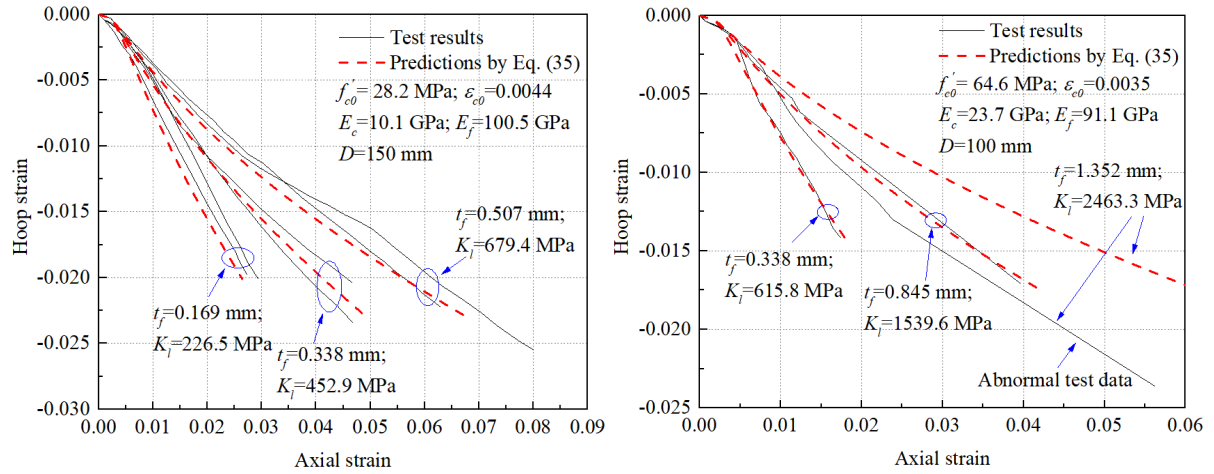 0.000
-0.005
-0.010
-0.015
-0.020
-0.025
-0.030
Hoop strain
0.00 0.01 0.02 0.03 0.04 0.05 0.06 0.07 0.08 0.09
Axial strain
Test results
Predictions by Eq. (35)
f'c0=28.2 MPa; εc0=0.0044
Ec=10.1 GPa; Ef=100.5 GPa
D=150 mm
tf=0.507 mm;
Kl=679.4 MPa
tf=0.169 mm;
Kl=226.5 MPa
tf=0.338 mm;
Kl=452.9 MPa
0.000
-0.005
-0.010
-0.015
-0.020
-0.025
Hoop strain
0.00 0.01 0.02 0.03 0.04 0.05 0.06
Axial strain
Test results
Predictions by Eq. (35)
f'c0=64.6 MPa; εc0=0.0035
Ec=23.7 GPa; Ef=91.1 GPa
D=100 mm
tf=1.352 mm;
Kl=2463.3 MPa
tf=0.338 mm;
Kl=615.8 MPa
tf=0.845 mm;
Kl=1539.6 MPa
Abnormal test data